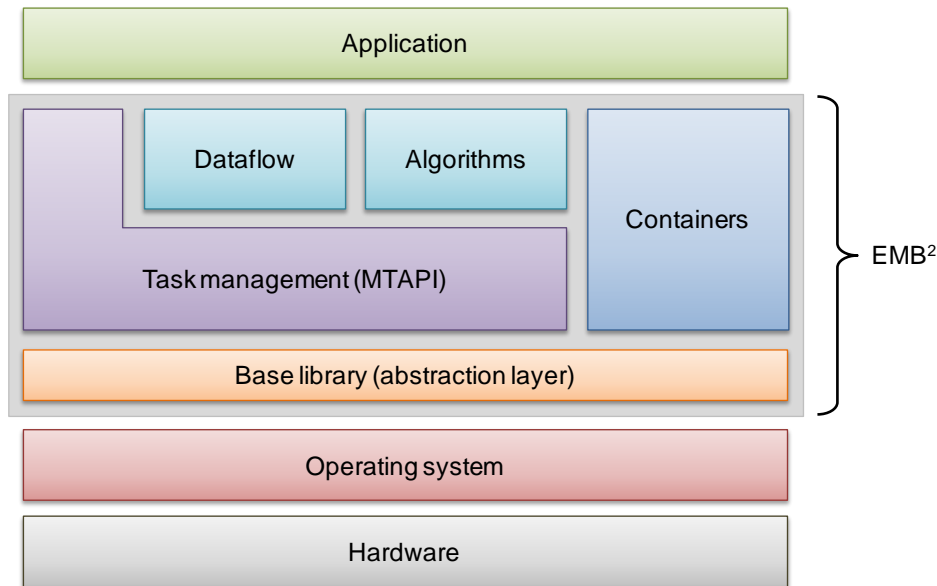 Application
Dataflow
Algorithms
Containers
EMB²
Task management (MTAPI)
Base library (abstraction layer)
Operating system
Hardware